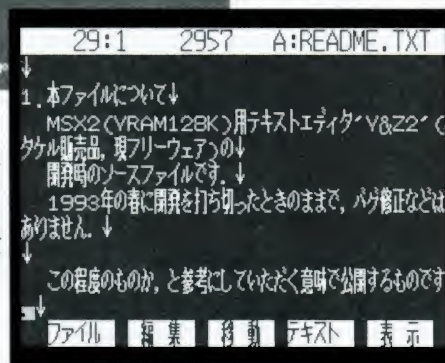 29:1 2957 A:README.TXT
↓
1.本ファイルについて↓
MSX2(VRAM128K)用テキストエディタ"Y&Z2"(
タケル販売品, 現フリーウェア)の↓
開発時のソースファイルです.↓
1993年の春に開発を打ち切ったときのままで, バグ修正などは
ありません. ↓
↓
この程度のものか, と参考にしていただく意味で公開するものです
.↓
ファイル 編集 移動 テキスト 表示